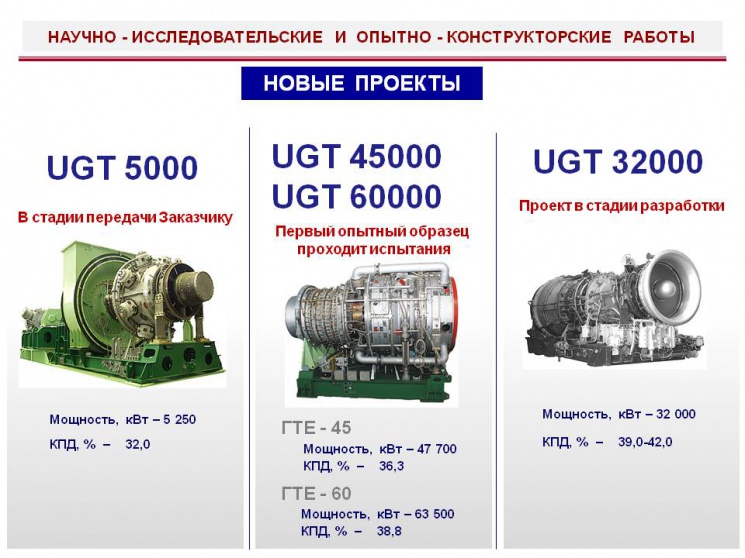 НАУЧНО - ИССЛЕДОВАТЕЛЬСКИЕ И ОПЫТНО - КОНСТРУКТОРСКИЕ РАБОТЫ
НОВЫЕ ПРОЕКТЫ
UGT 5000
В стадии передачи Заказчику
Мощность, кВт – 5 250
КПД, % – 32,0
UGT 45000
UGT 60000
Первый опытный образец
проходит испытания
ГТЕ - 45
Мощность, кВт – 47 700
КПД, % – 36,3
ГТЕ - 60
Мощность, кВт – 63 500
КПД, % – 38,8
UGT 32000
Проект в стадии разработки
Мощность, кВт – 32 000
КПД, % – 39,0-42,0